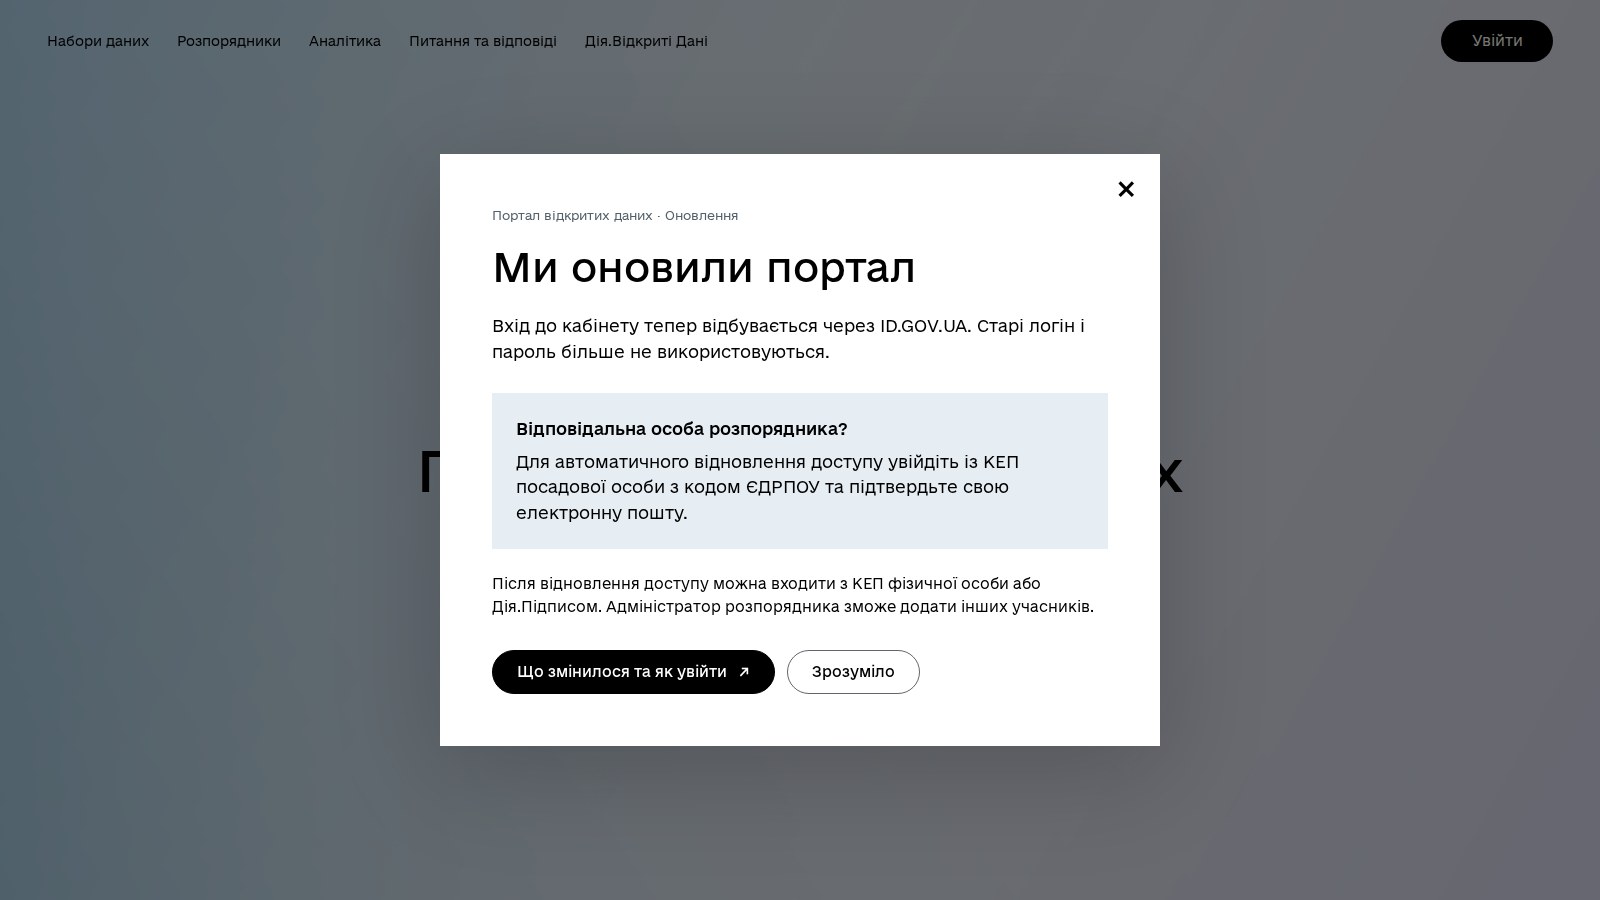 Набори даних
Розпорядники
Аналітика
Питання та відповіді
Дія.Відкриті Дані
Увійти
Портал відкритих даних · Оновлення
Ми оновили портал
Вхід до кабінету тепер відбувається через ID.GOV.UA. Старі логін і
пароль більше не використовуються.
Відповідальна особа розпорядника?
Для автоматичного відновлення доступу увійдіть із КЕП
посадової особи з кодом ЄДРПОУ та підтвердьте свою
електронну пошту.
Після відновлення доступу можна входити з КЕП фізичної особи або
Дія.Підписом. Адміністратор розпорядника зможе додати інших учасників.
Що змінилося та як увійти
Зрозуміло